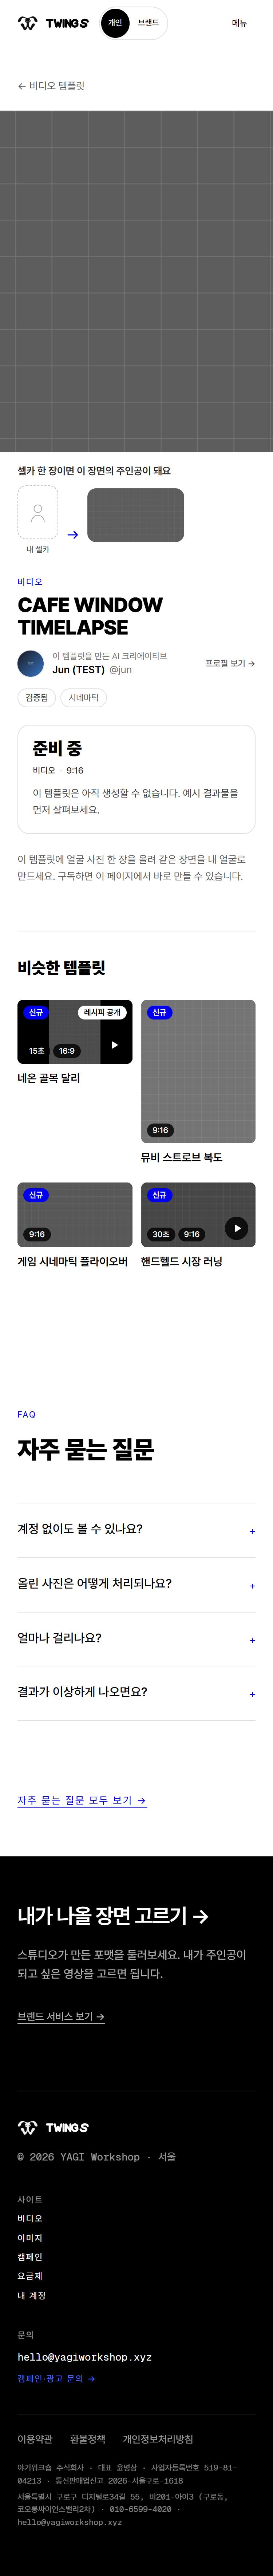 TWINGS
개인 브랜드
메뉴
← 비디오 템플릿
셀카 한 장이면 이 장면의 주인공이 돼요
→
내 셀카
비디오
CAFE WINDOW
TIMELAPSE
이 템플릿을 만든 AI 크리에이티브
Jun (TEST) @jun
프로필 보기 →
검증됨 시네마틱
준비 중
비디오 · 9:16
이 템플릿은 아직 생성할 수 없습니다. 예시 결과물을
먼저 살펴보세요.
이 템플릿에 얼굴 사진 한 장을 올려 같은 장면을 내 얼굴로
만드세요. 구독하면 이 페이지에서 바로 만들 수 있습니다.
비슷한 템플릿
신규 레시피 공개
15초 16:9
네온 골목 달리
신규
9:16
뮤비 스트로브 복도
신규
9:16
게임 시네마틱 플라이오버
신규
30초 9:16
핸드헬드 시장 러닝
FAQ
자주 묻는 질문
계정 없이도 볼 수 있나요? +
올린 사진은 어떻게 처리되나요? +
얼마나 걸리나요? +
결과가 이상하게 나오면요? +
자주 묻는 질문 모두 보기 →
내가 나올 장면 고르기 →
스튜디오가 만든 포맷을 둘러보세요. 내가 주인공이
되고 싶은 영상을 고르면 됩니다.
브랜드 서비스 보기 →
TWINGS
© 2026 YAGI Workshop · 서울
사이트
비디오
이미지
캠페인
요금제
내 계정
문의
hello@yagiworkshop.xyz
캠페인·광고 문의 →
이용약관 환불정책 개인정보처리방침
야기워크숍 주식회사 · 대표 윤병삼 · 사업자등록번호 519-81-
04213 · 통신판매업신고 2026-서울구로-1618
서울특별시 구로구 디지털로34길 55, 비201-아이3 (구로동,
코오롱싸이언스밸리2차) · 010-6599-4020 ·
hello@yagiworkshop.xyz